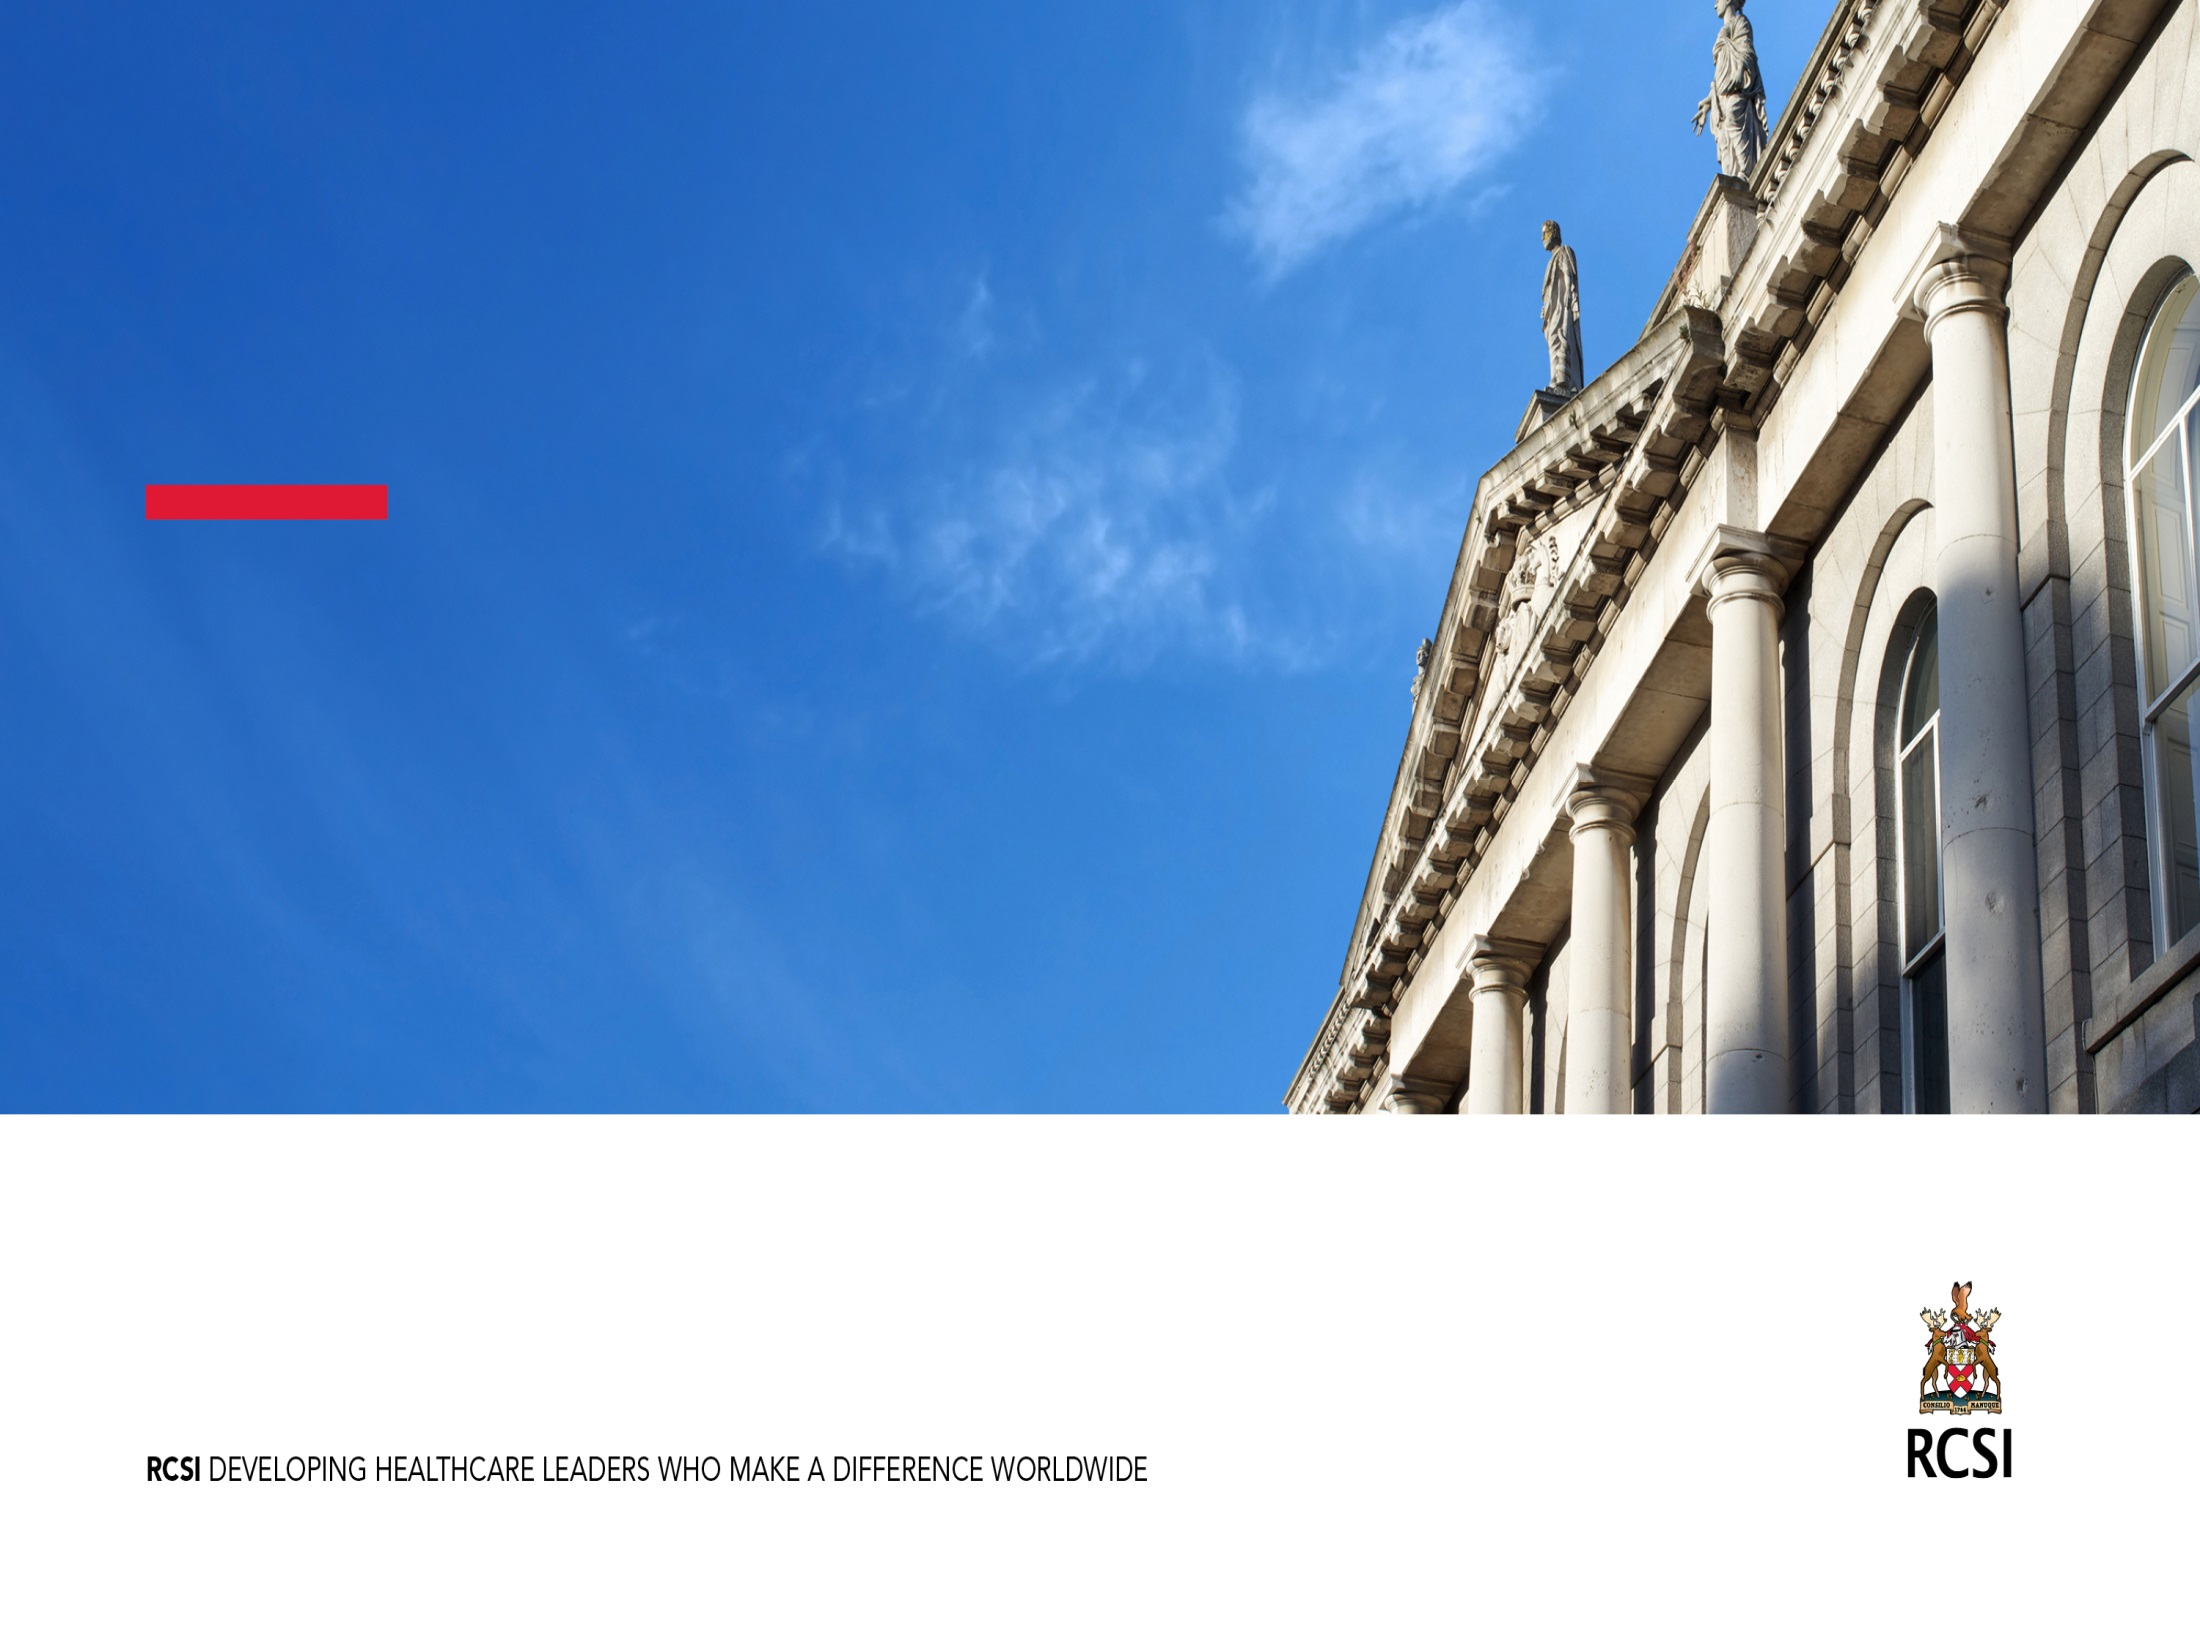 CONSILIO MANUQUE
1784
RCSI
RCSI DEVELOPING HEALTHCARE LEADERS WHO MAKE A DIFFERENCE WORLDWIDE